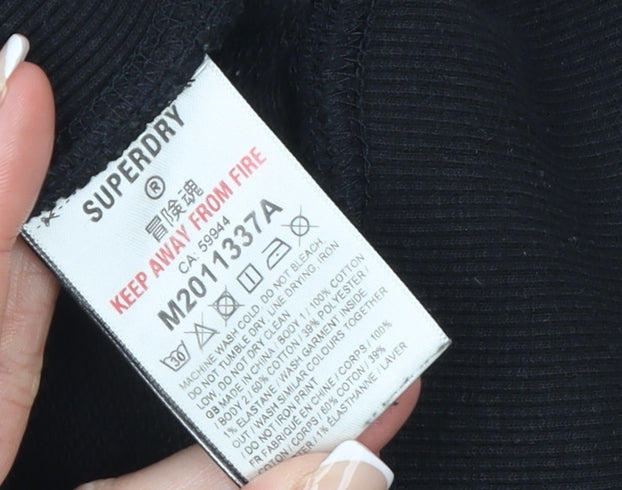 SUPERDRY
®
冒険魂
KEEP AWAY FROM FIRE
CA: 59944
M2011337A
30
MACHINE WASH COLD. DO NOT BLEACH.
DO NOT TUMBLE DRY. LINE DRYING. IRON
LOW. DO NOT DRY CLEAN
GB MADE IN CHINA / BODY 1 / 100% COTTON
/ BODY 2 / 60% COTTON / 39% POLYESTER /
1% ELASTANE / WASH GARMENT INSIDE
OUT / WASH SIMILAR COLOURS TOGETHER
/ DO NOT IRON PRINT
FR FABRIQUÉ EN CHINE / CORPS / 100%
COTON / CORPS / 60% COTON / 39%
TER / 1% ÉLASTHANNE / LAVER